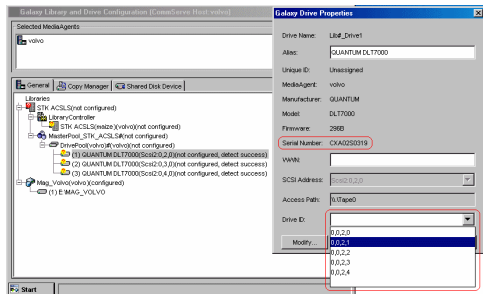 Galaxy Library and Drive Configuration (CommServe Host: volvo)
Selected MediaAgents
volvo
General
Copy Manager
Shared Disk Device
Libraries
STK ACSLS(not configured)
LibraryController
STK ACSLS(maize)(volvo)(not configured)
MasterPool_STK_ACSLS#(not configured)
DrivePool(volvo)#(volvo)(not configured)
(1) QUANTUM DLT7000(Scsi2:0,2,0)(not configured, detect success)
(2) QUANTUM DLT7000(Scsi2:0,3,0)(not configured, detect success)
(3) QUANTUM DLT7000(Scsi2:0,4,0)(not configured, detect success)
Mag_Volvo(volvo)(configured)
(1) E:\MAG_VOLVO
Start
Galaxy Drive Properties
Drive Name: Lib#_Drive1
Alias: QUANTUM DLT7000
Unique ID: Unassigned
MediaAgent: volvo
Manufacturer: QUANTUM
Model: DLT7000
Firmware: 296B
Serial Number: CXA02S0319
WWN:
SCSI Address: Scsi2:0,2,0
Access Path: \\.\Tape0
Drive ID:
0,0,2,0
0,0,2,1
0,0,2,2
0,0,2,3
0,0,2,4
Modify...